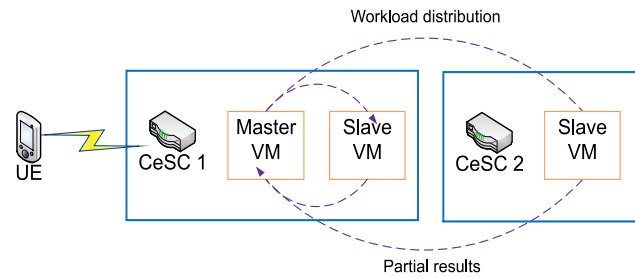 Workload distribution
UE
CeSC 1
Master
VM
Slave
VM
CeSC 2
Slave
VM
Partial results